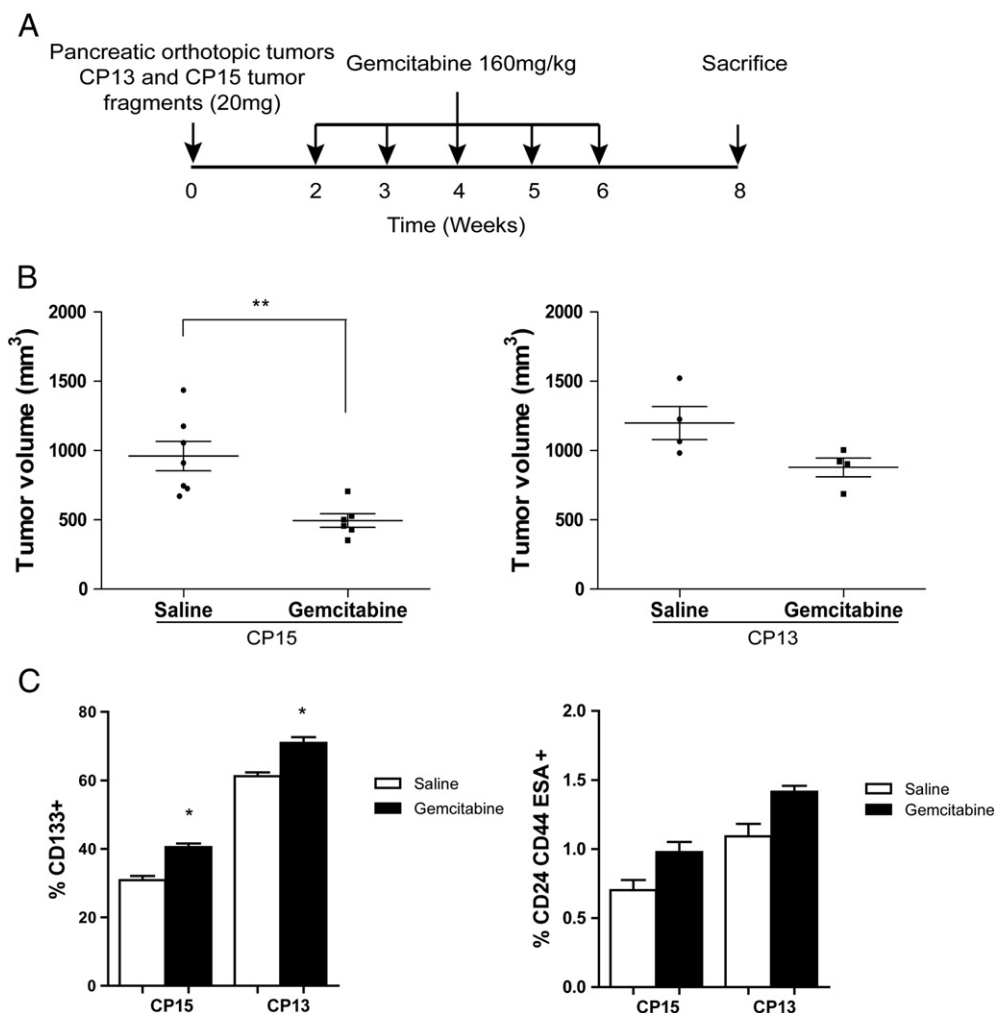 A
Pancreatic orthotopic tumors
CP13 and CP15 tumor
fragments (20mg)
Gemcitabine 160mg/kg
Sacrifice
0 2 3 4 5 6 8
Time (Weeks)
B
Tumor volume (mm³)
2000
1500
1000
500
0
**
Saline Gemcitabine
CP15
Tumor volume (mm³)
2000
1500
1000
500
0
Saline Gemcitabine
CP13
C
% CD133+
80
60
40
20
0
*
*
CP15 CP13
Saline
Gemcitabine
% CD24 CD44 ESA +
2.0
1.5
1.0
0.5
0.0
CP15 CP13
Saline
Gemcitabine